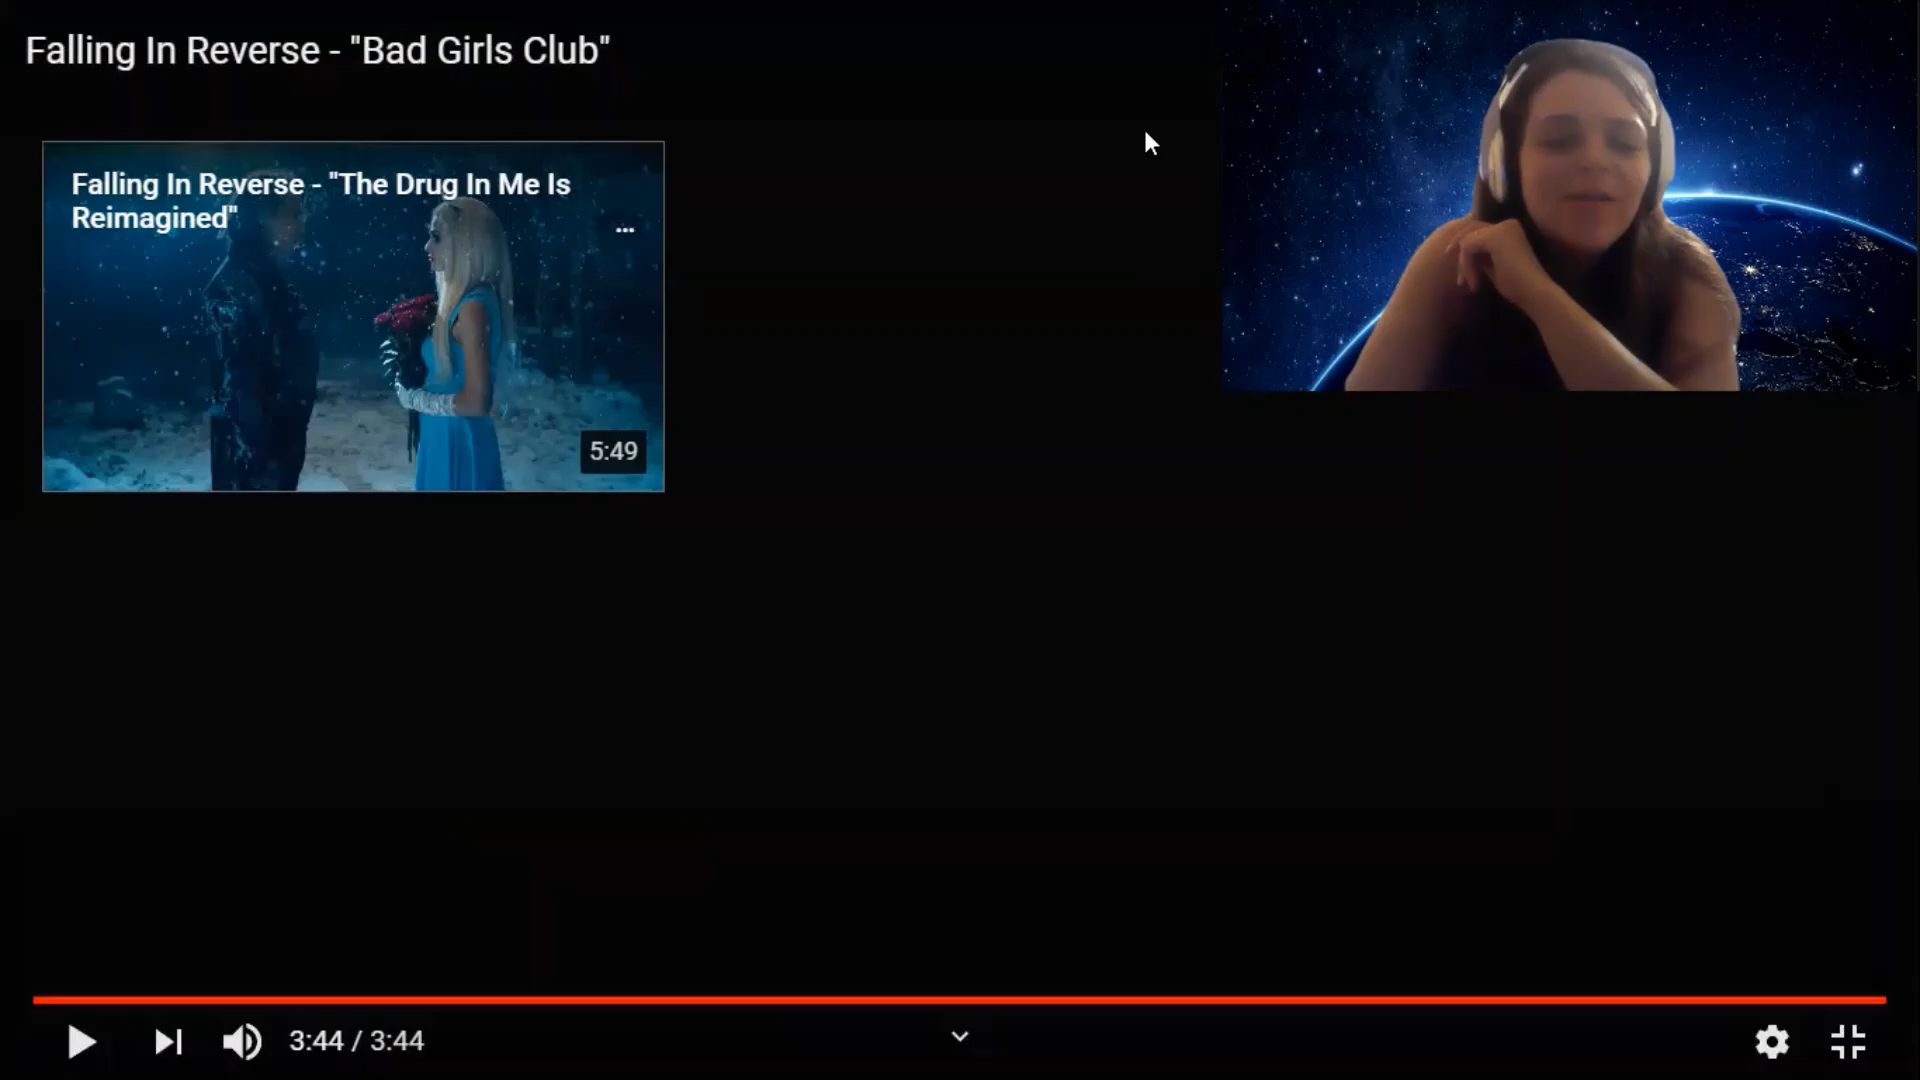 Falling In Reverse - "Bad Girls Club"
Falling In Reverse - "The Drug In Me Is
Reimagined"
5:49
3:44 / 3:44